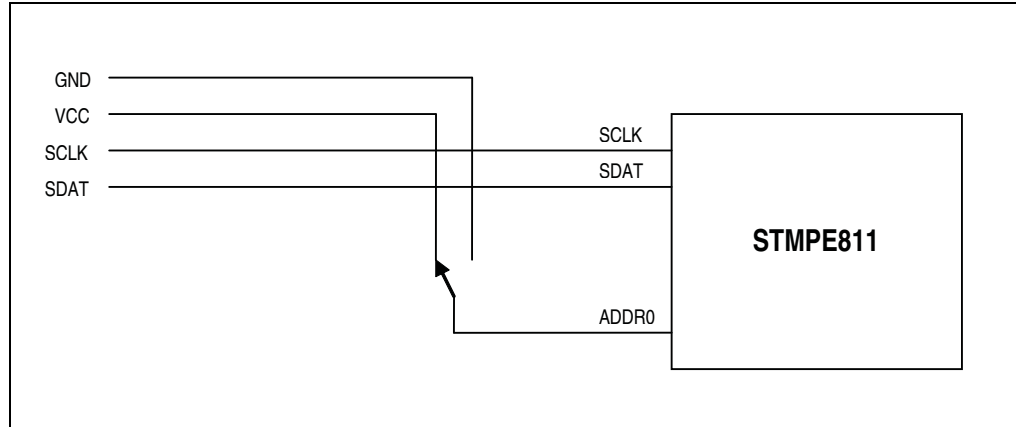 GND
VCC
SCLK
SDAT
SCLK
SDAT
STMPE811
ADDR0